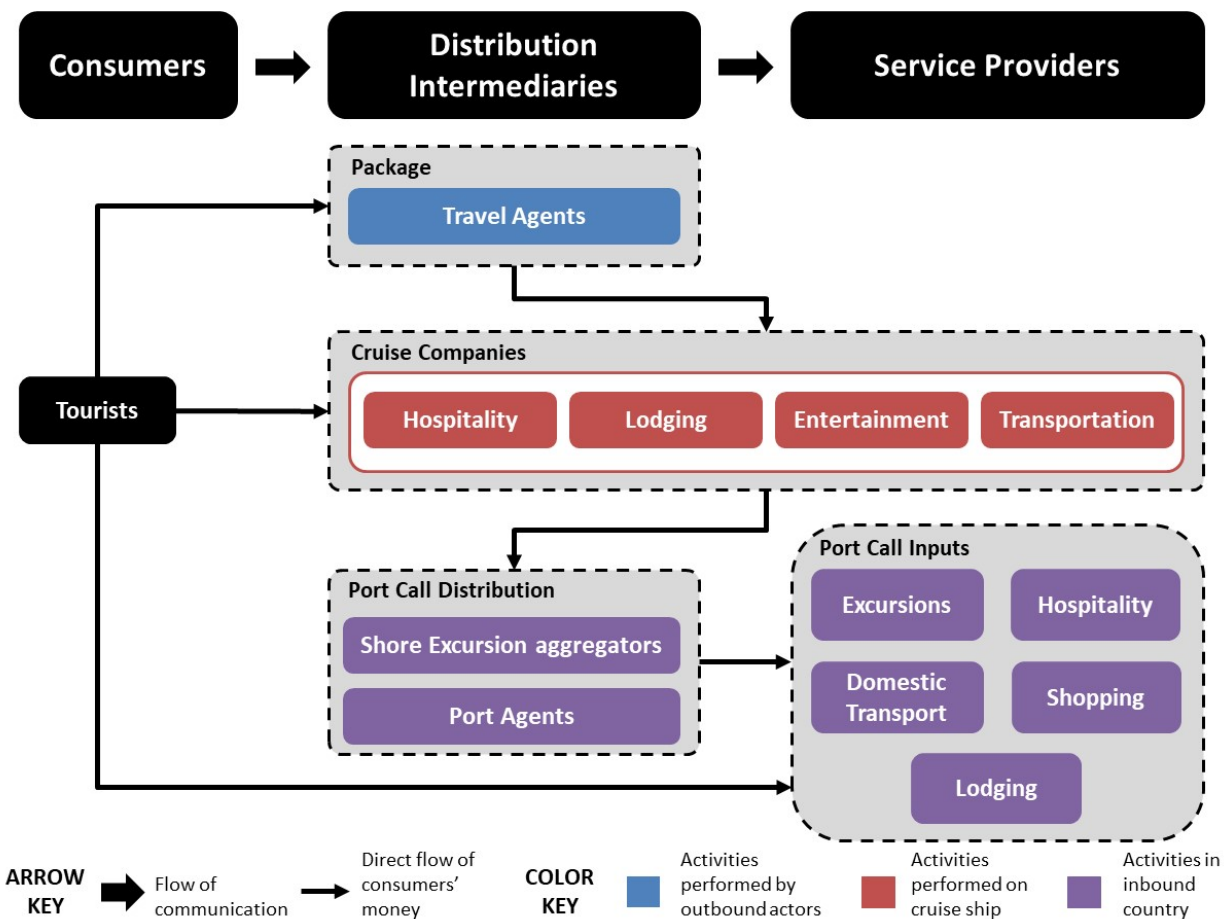 Consumers
Distribution
Intermediaries
Service Providers
Package
Travel Agents
Cruise Companies
Tourists
Hospitality
Lodging
Entertainment
Transportation
Port Call Distribution
Shore Excursion aggregators
Port Agents
Port Call Inputs
Excursions
Hospitality
Domestic
Transport
Shopping
Lodging
ARROW
KEY
Flow of
communication
Direct flow of
consumers’
money
COLOR
KEY
Activities
performed by
outbound actors
Activities
performed on
cruise ship
Activities in
inbound
country